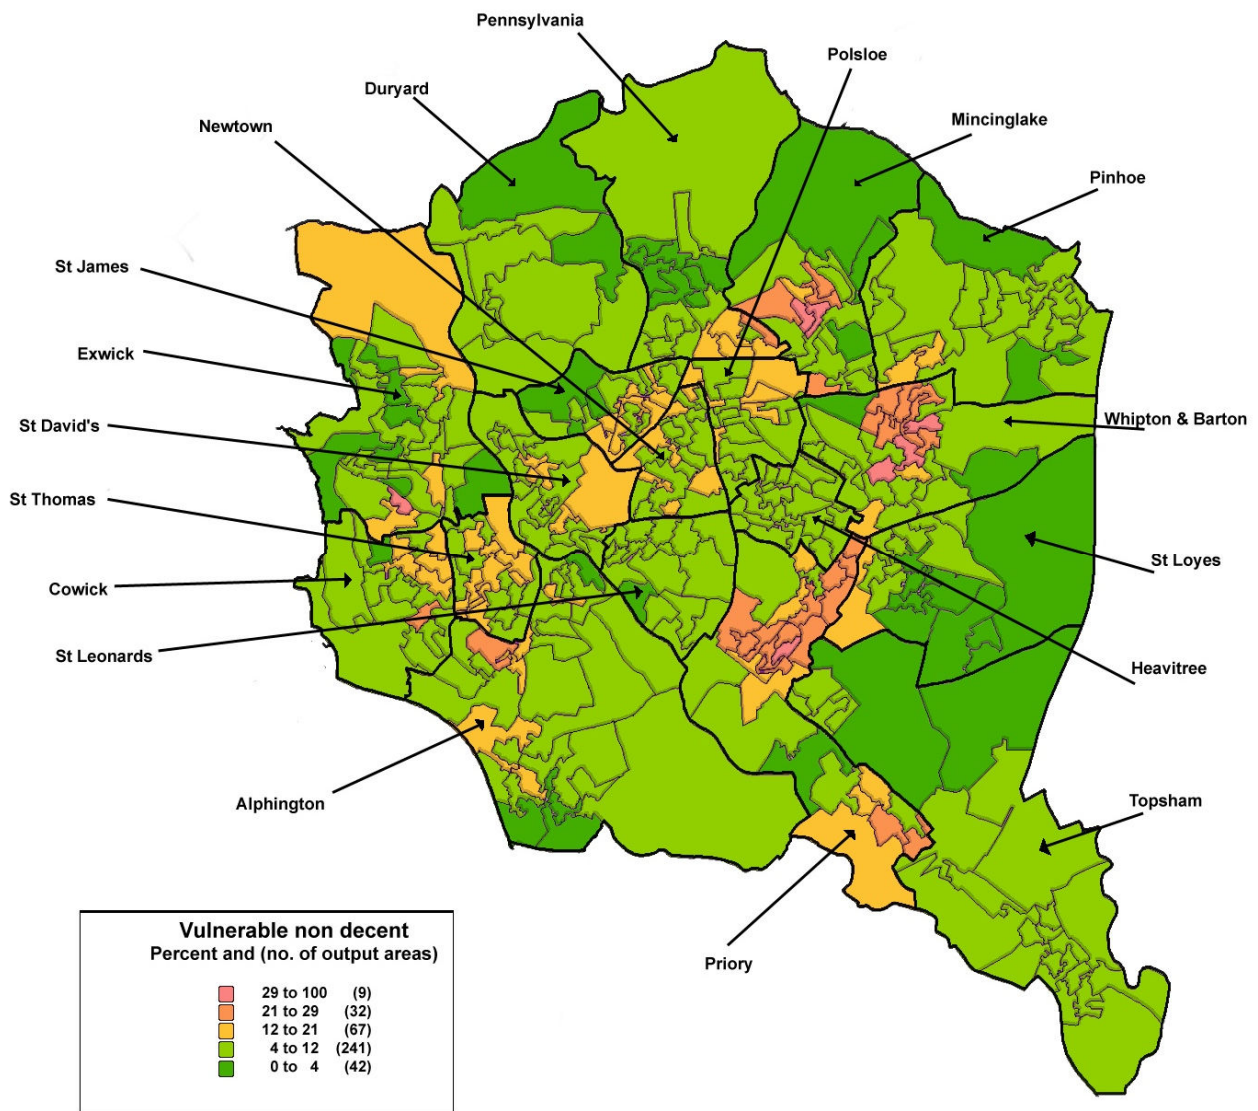 Pennsylvania
Polsloe
Duryard
Mincinglake
Newtown
Pinhoe
St James
Exwick
Whipton & Barton
St David's
St Thomas
St Loyes
Cowick
St Leonards
Heavitree
Alphington
Topsham
Priory
Vulnerable non decent
Percent and (no. of output areas)
29 to 100 (9)
21 to 29 (32)
12 to 21 (67)
4 to 12 (241)
0 to 4 (42)